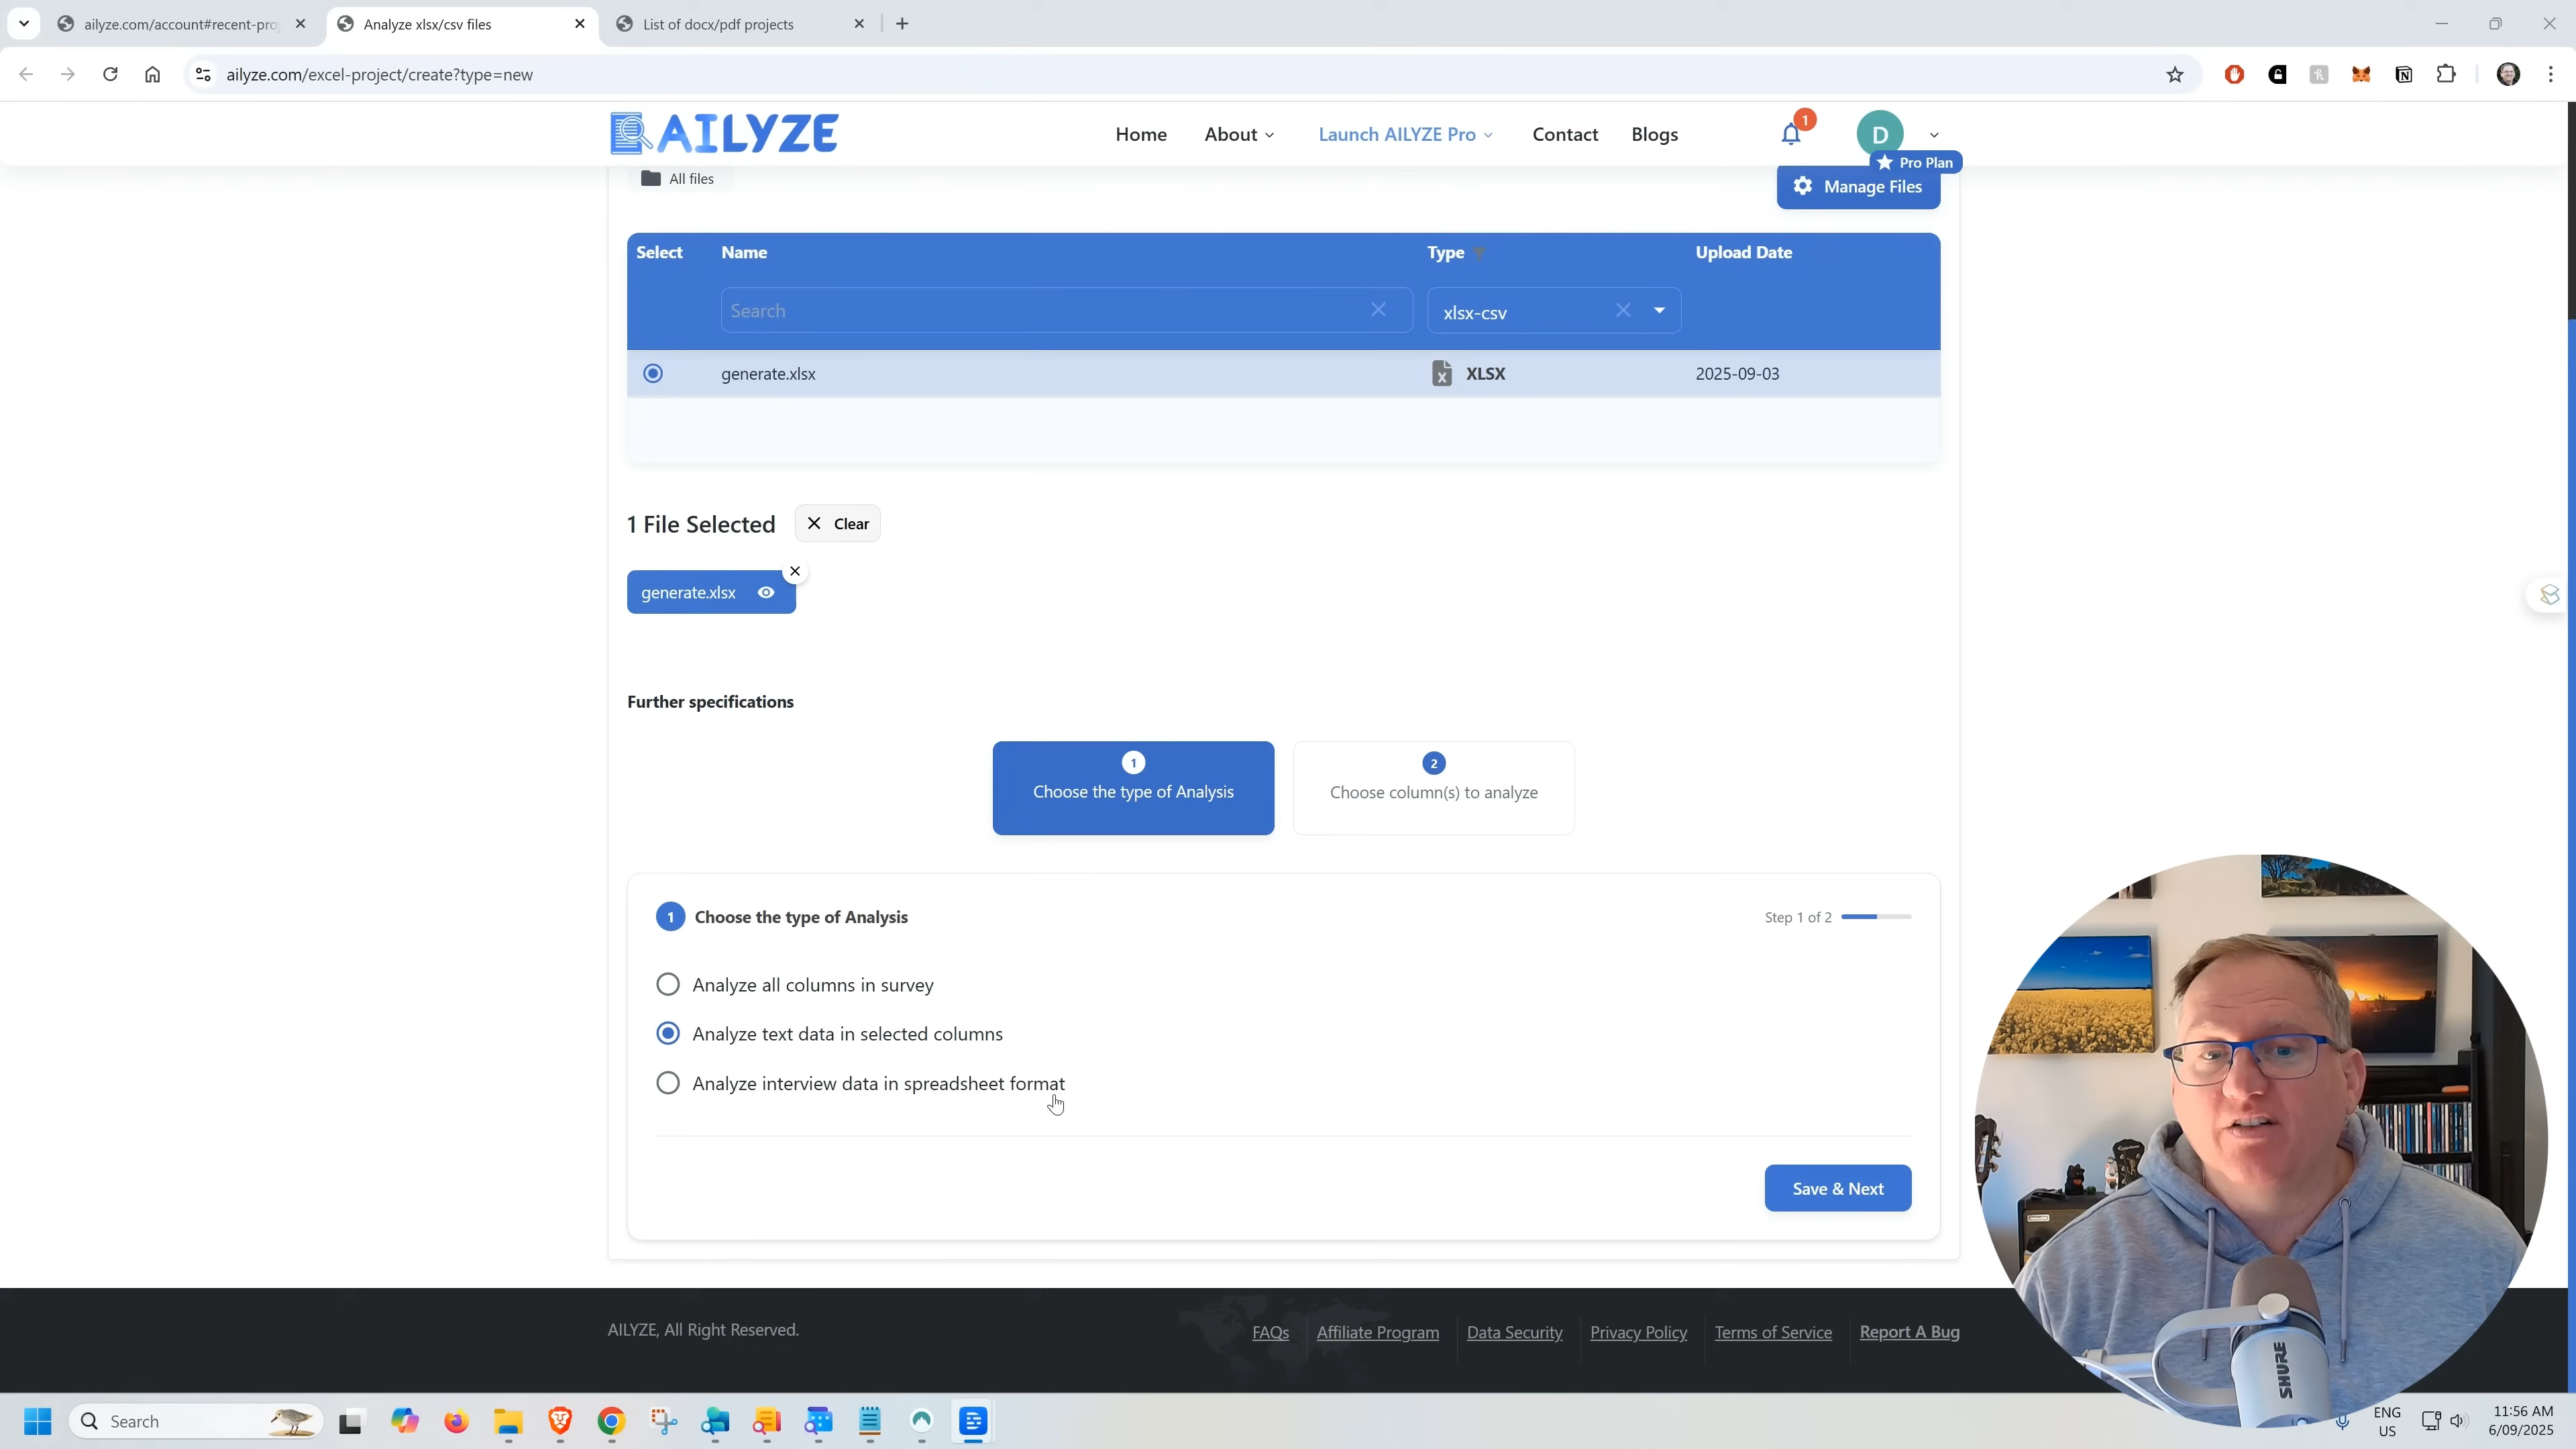 ailyze.com/account#recent-pro
Analyze xlsx/csv files
List of docx/pdf projects
ailyze.com/excel-project/create?type=new
AILYZE
Home
About
Launch AILYZE Pro
Contact
Blogs
1
D
Pro Plan
All files
Manage Files
Select
Name
Type
Upload Date
Search
xlsx-csv
generate.xlsx
XLSX
2025-09-03
1 File Selected
Clear
generate.xlsx
Further specifications
1
Choose the type of Analysis
2
Choose column(s) to analyze
1 Choose the type of Analysis
Step 1 of 2
Analyze all columns in survey
Analyze text data in selected columns
Analyze interview data in spreadsheet format
Save & Next
AILYZE, All Right Reserved.
FAQs
Affiliate Program
Data Security
Privacy Policy
Terms of Service
Report A Bug
SHURE
Search
ENG
US
11:56 AM
6/09/2025